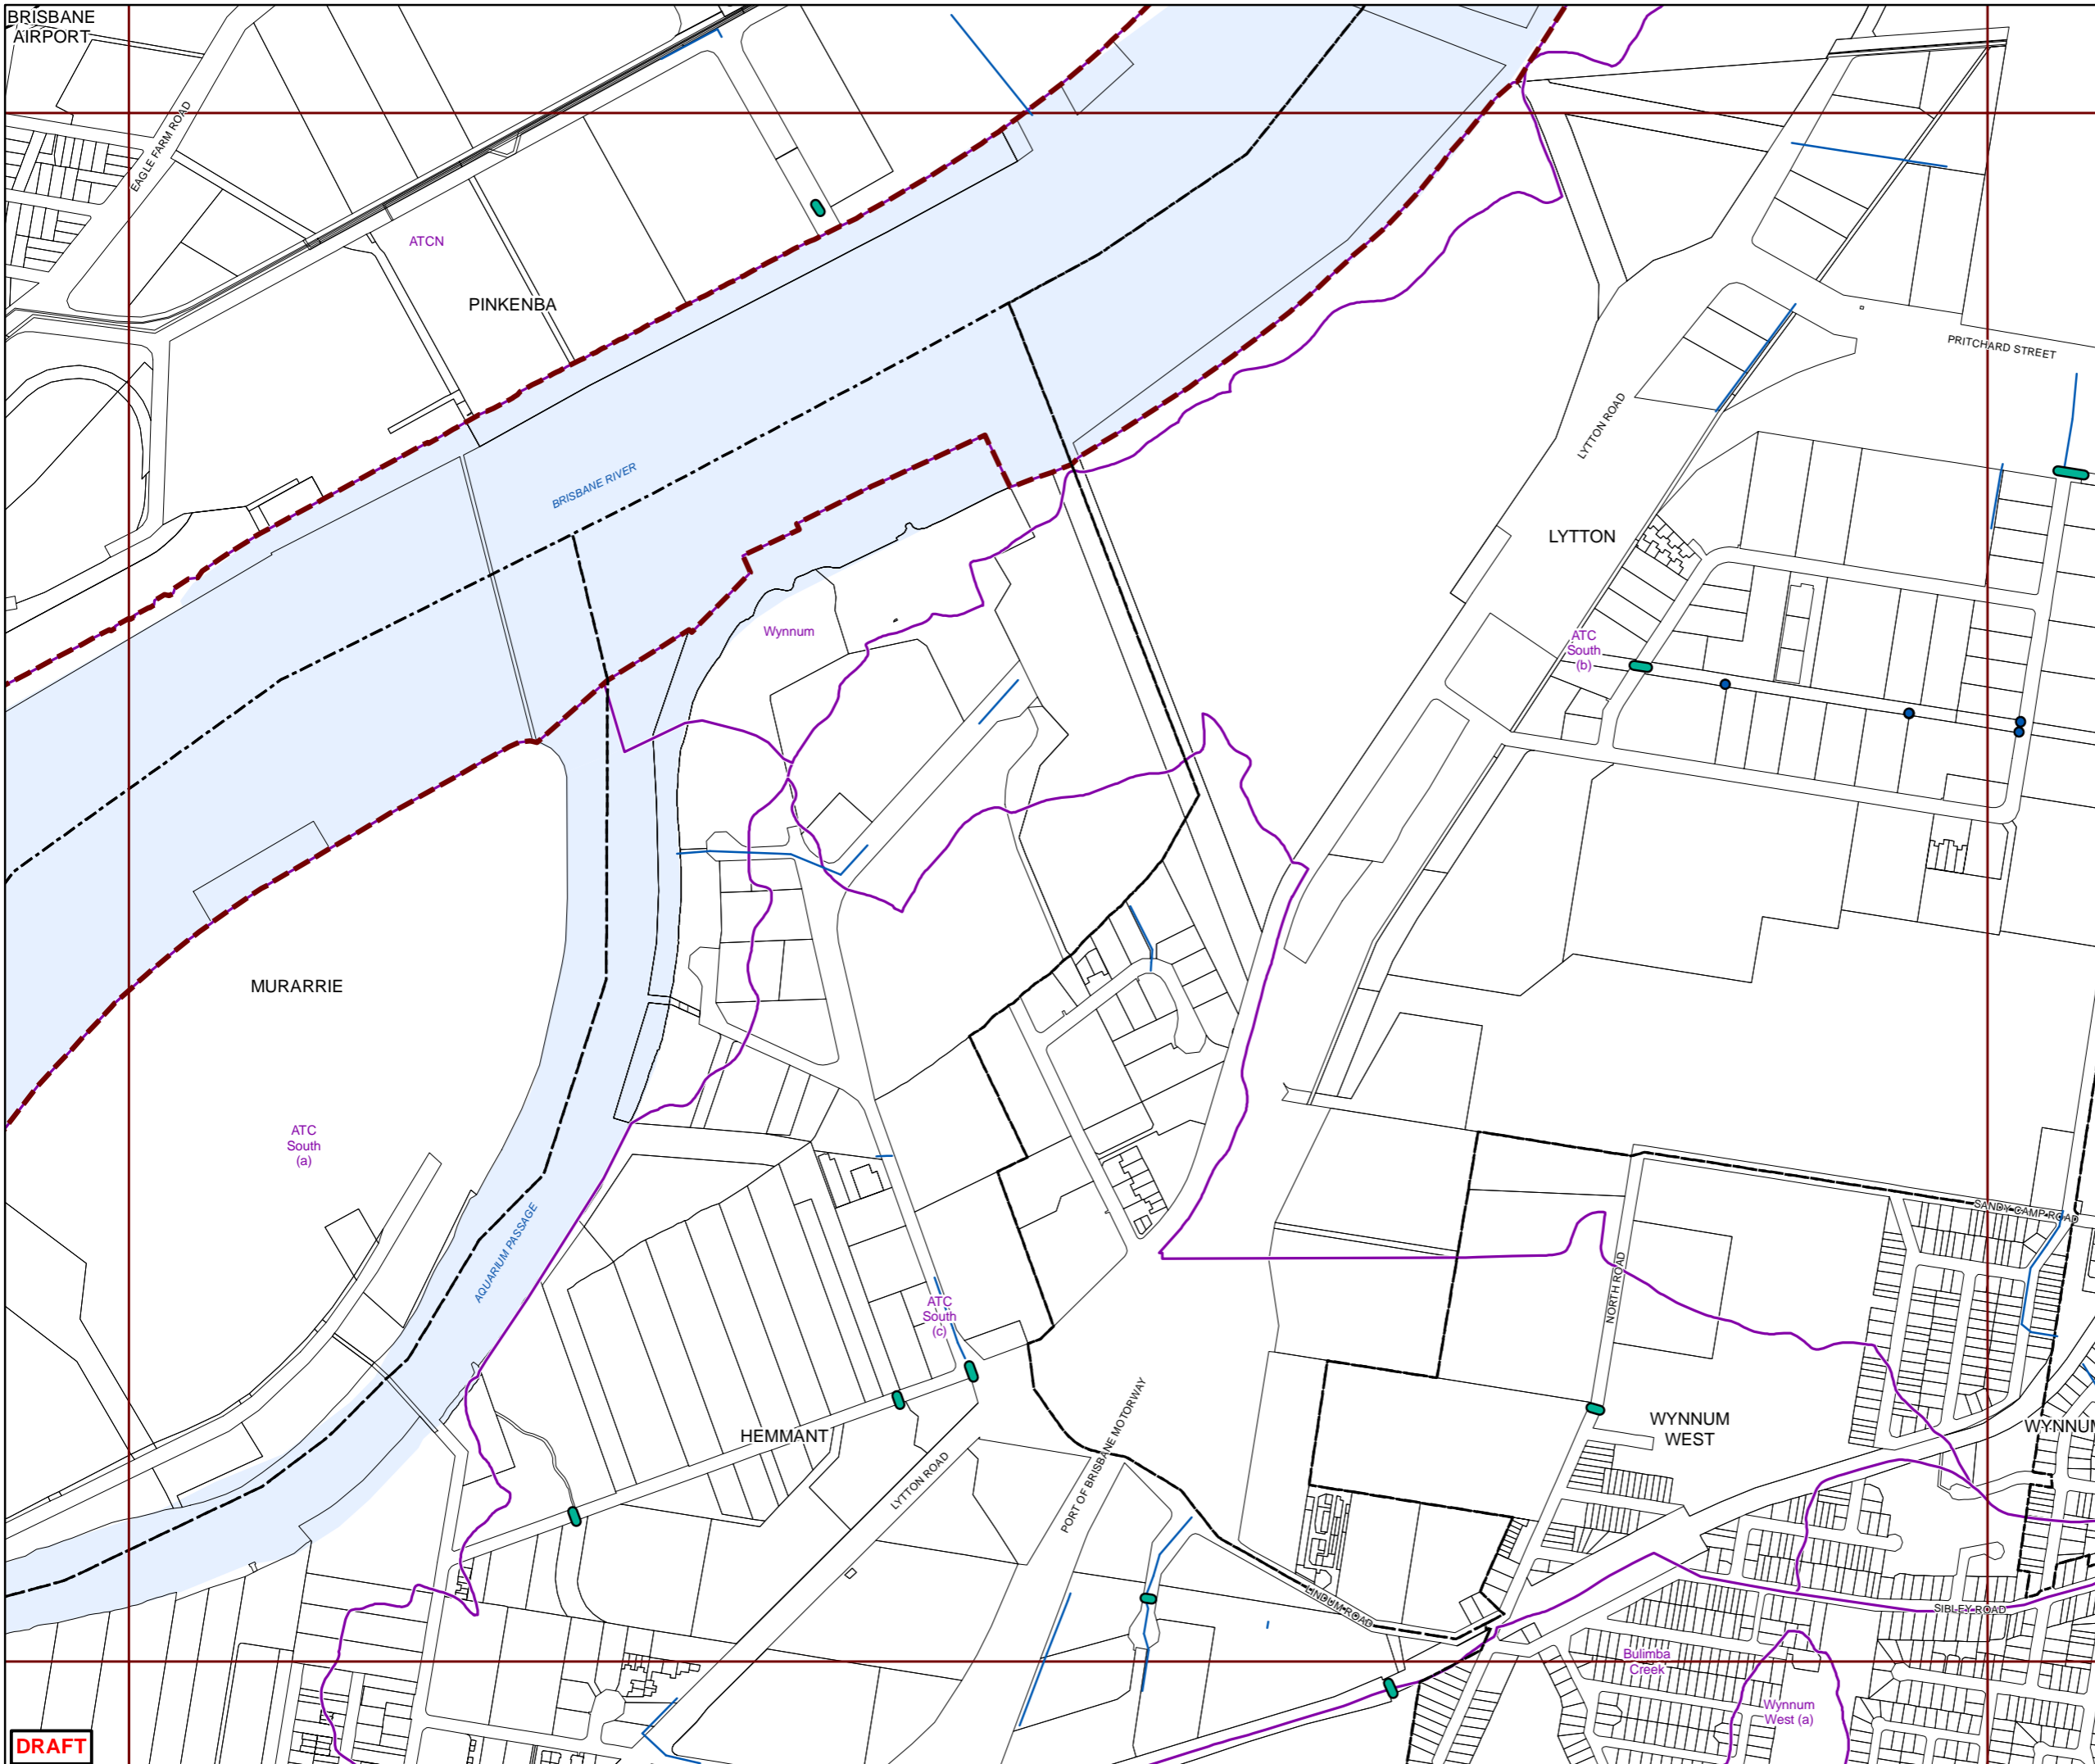 BRISBANE
AIRPORT
EAGLE FARM ROAD
ATCN
PINKENBA
PRITCHARD STREET
LYTTON ROAD
BRISBANE RIVER
LYTTON
Wynnum
ATC
South
(b)
MURARRIE
ATC
South
(a)
AQUARIUM PASSAGE
SANDY CAMP ROAD
NORTH ROAD
ATC
South
(c)
HEMMANT
PORT OF BRISBANE MOTORWAY
WYNNUM
WEST
WYNNUM
LYTTON ROAD
LINDUM ROAD
SIBLEY ROAD
Bulimba
Creek
Wynnum
West (a)
DRAFT